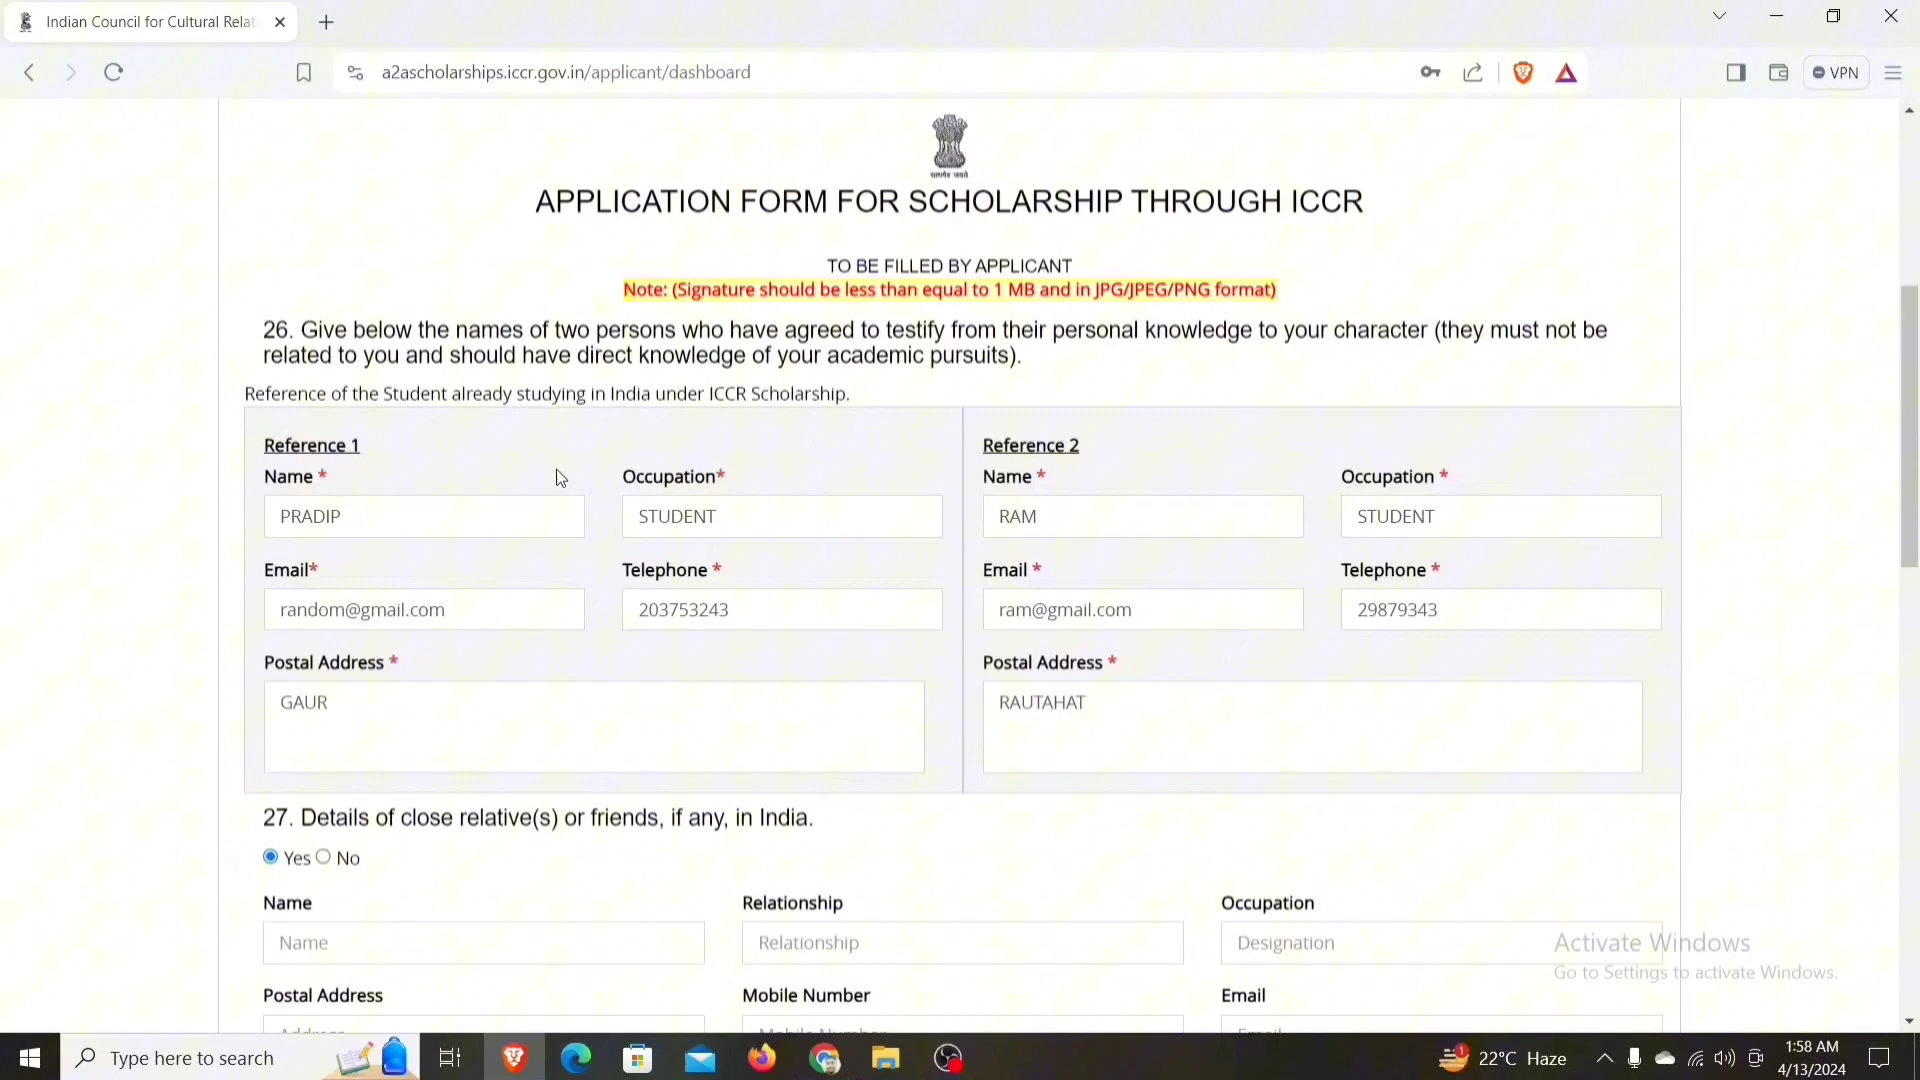 Indian Council for Cultural Relat
a2ascholarships.iccr.gov.in/applicant/dashboard
VPN
सत्यमेव जयते
APPLICATION FORM FOR SCHOLARSHIP THROUGH ICCR
TO BE FILLED BY APPLICANT
Note: (Signature should be less than equal to 1 MB and in JPG/JPEG/PNG format)
26. Give below the names of two persons who have agreed to testify from their personal knowledge to your character (they must not be
related to you and should have direct knowledge of your academic pursuits).
Reference of the Student already studying in India under ICCR Scholarship.
Reference 1 Reference 2
Name * Occupation* Name * Occupation *
PRADIP STUDENT RAM STUDENT
Email* Telephone * Email * Telephone *
random@gmail.com 203753243 ram@gmail.com 29879343
Postal Address * Postal Address *
GAUR RAUTAHAT
27. Details of close relative(s) or friends, if any, in India.
Yes No
Name Relationship Occupation
Name Relationship Designation
Activate Windows
Go to Settings to activate Windows.
Postal Address Mobile Number Email
Address Mobile Number Email
Type here to search
1
22°C Haze
1:58 AM
4/13/2024